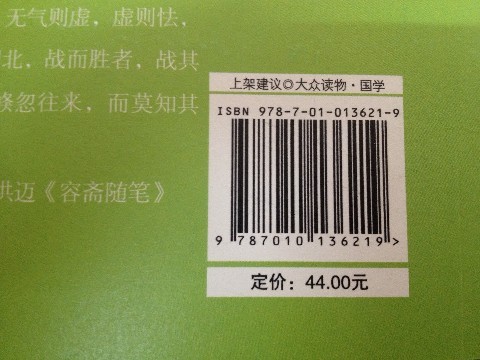 无气则虚，虚则怯，
北，战而胜者，战其
忽往来，而莫知其
洪迈《容斋随笔》
上架建议◎大众读物·国学
ISBN 978-7-01-013621-9
9 787010 136219 >
定价：44.00元